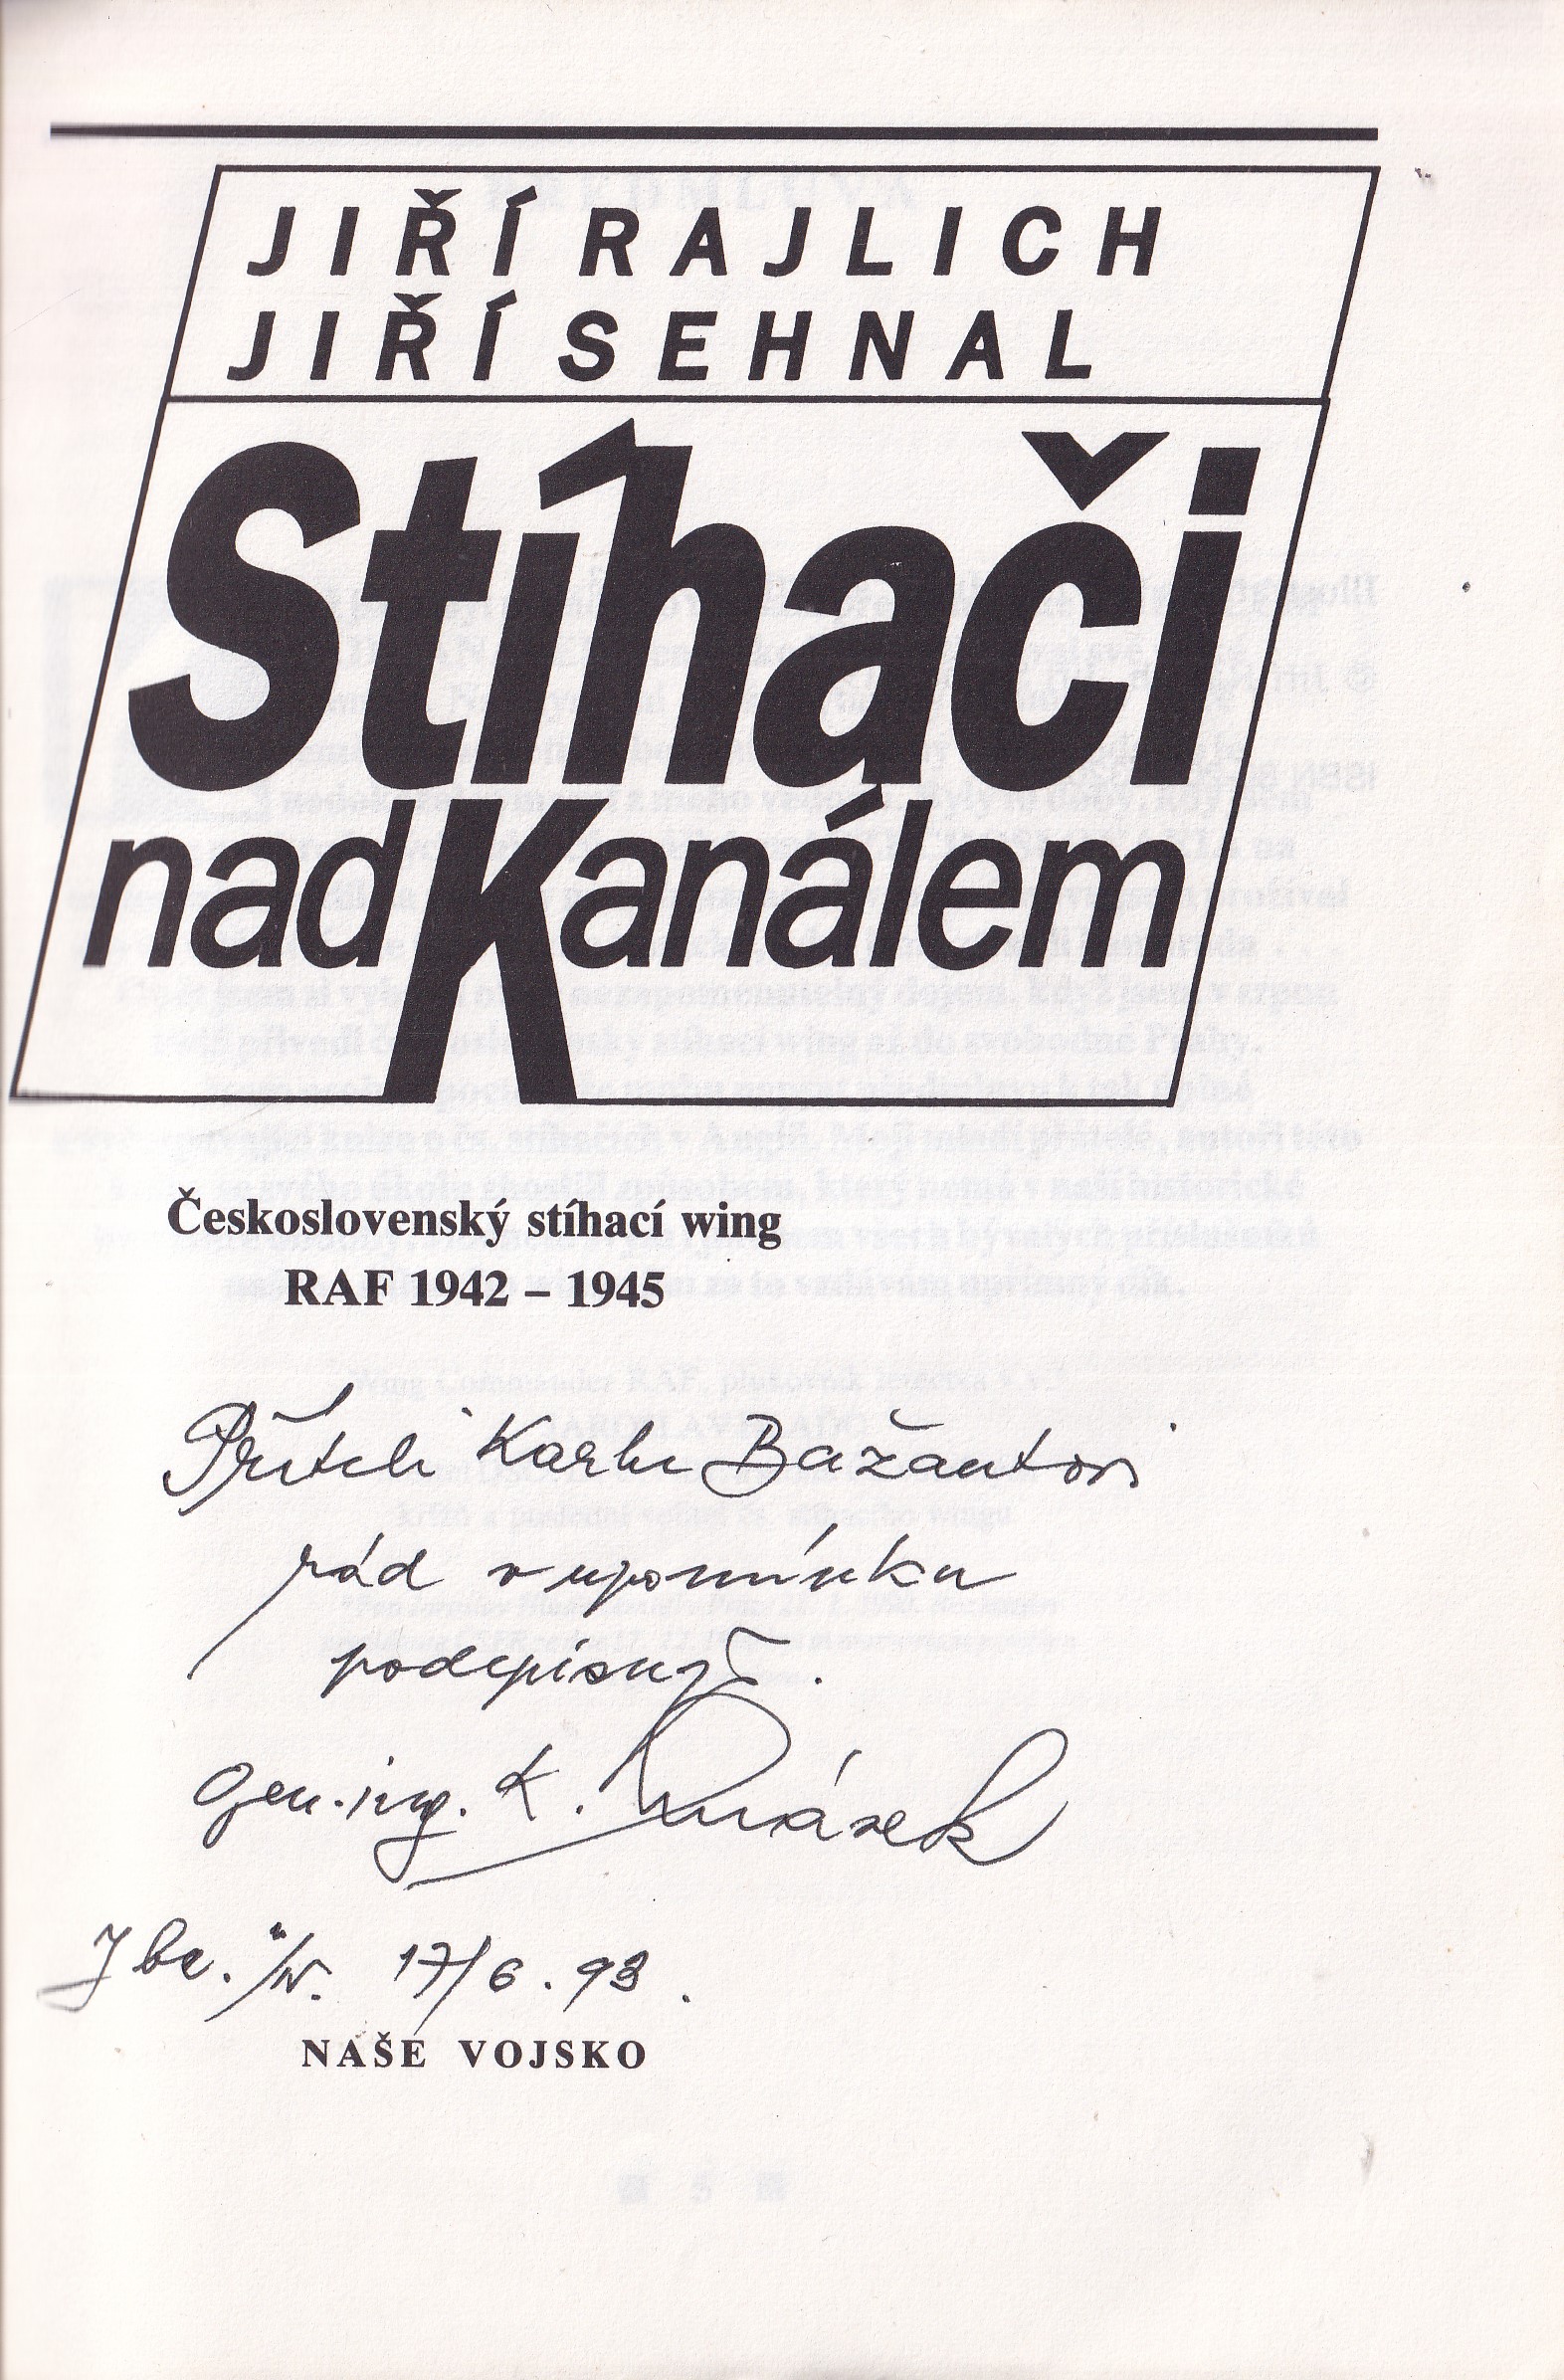 JIŘÍ RAJLICH
JIŘÍ SEHNAL
Stíhači
nad Kanálem
Československý stíhací wing
RAF 1942 – 1945
Příteli Karlu Bažantovi
rád v upomínku
podepisuji.
Gen. ing. K. Mrázek
Jbc. n/N. 17/6. 93.
NAŠE VOJSKO